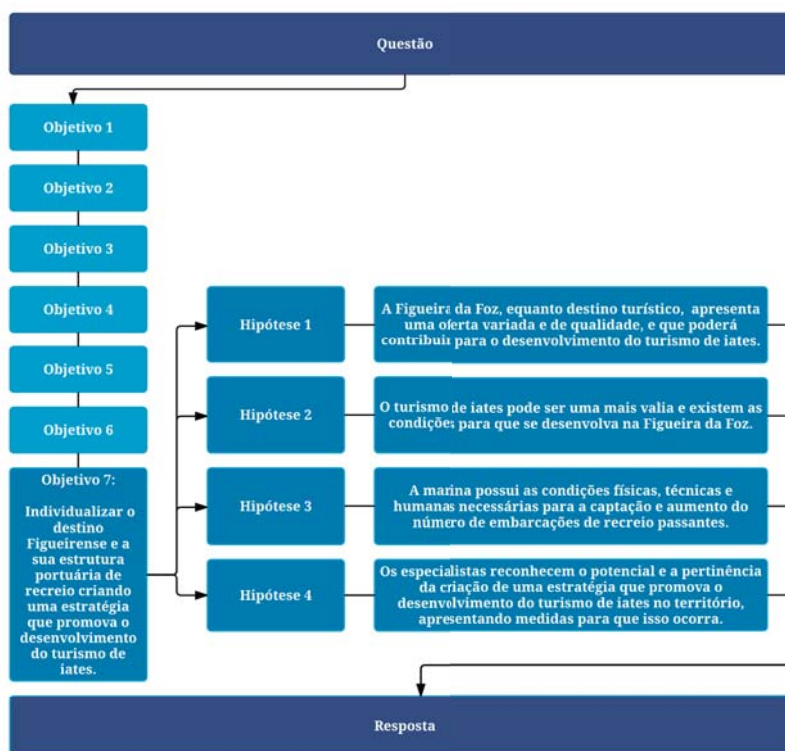 Questão
Objetivo 1
Objetivo 2
Objetivo 3
Objetivo 4
Objetivo 5
Objetivo 6
Objetivo 7:
Individualizar o
destino
Figueirense e a
sua estrutura
portuária de
recreio criando
uma estratégia
que promova o
desenvolvimento
do turismo de
iates.
Hipótese 1
A Figueira da Foz, equanto destino turístico, apresenta
uma oferta variada e de qualidade, e que poderá
contribuir para o desenvolvimento do turismo de iates.
Hipótese 2
O turismo de iates pode ser uma mais valia e existem as
condições para que se desenvolva na Figueira da Foz.
Hipótese 3
A marina possui as condições físicas, técnicas e
humanas necessárias para a captação e aumento do
número de embarcações de recreio passantes.
Hipótese 4
Os especialistas reconhecem o potencial e a pertinência
da criação de uma estratégia que promova o
desenvolvimento do turismo de iates no território,
apresentando medidas para que isso ocorra.
Resposta